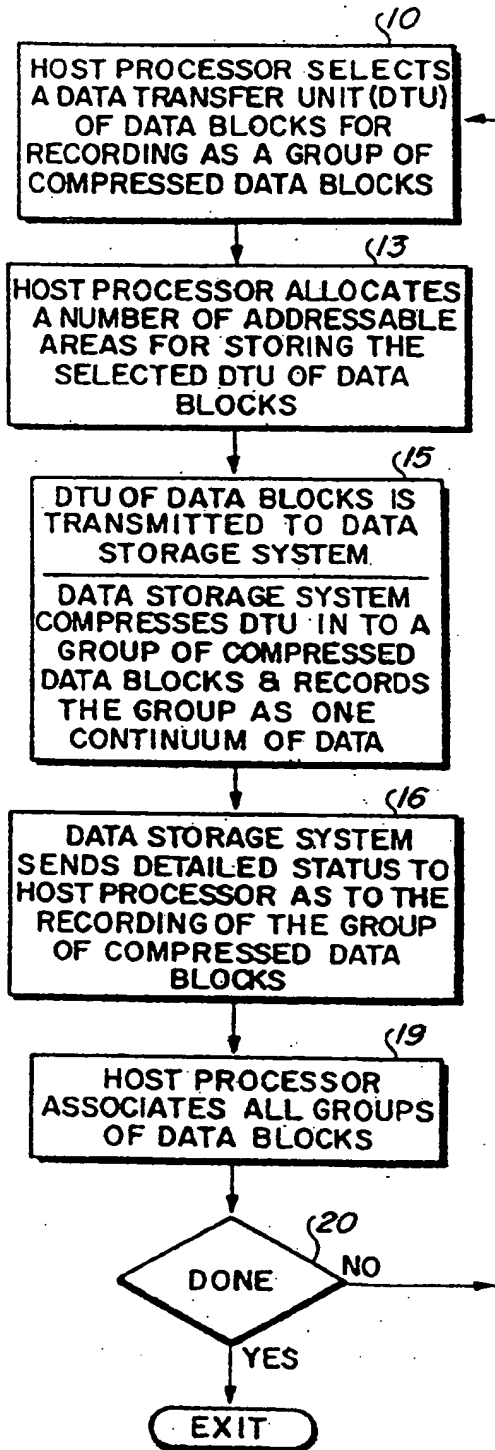 10
HOST PROCESSOR SELECTS
A DATA TRANSFER UNIT (DTU)
OF DATA BLOCKS FOR
RECORDING AS A GROUP OF
COMPRESSED DATA BLOCKS
13
HOST PROCESSOR ALLOCATES
A NUMBER OF ADDRESSABLE
AREAS FOR STORING THE
SELECTED DTU OF DATA
BLOCKS
15
DTU OF DATA BLOCKS IS
TRANSMITTED TO DATA
STORAGE SYSTEM
DATA STORAGE SYSTEM
COMPRESSES DTU IN TO A
GROUP OF COMPRESSED
DATA BLOCKS & RECORDS
THE GROUP AS ONE
CONTINUUM OF DATA
16
DATA STORAGE SYSTEM
SENDS DETAILED STATUS TO
HOST PROCESSOR AS TO THE
RECORDING OF THE GROUP
OF COMPRESSED DATA
BLOCKS
19
HOST PROCESSOR
ASSOCIATES ALL GROUPS
OF DATA BLOCKS
20
DONE
NO
YES
EXIT